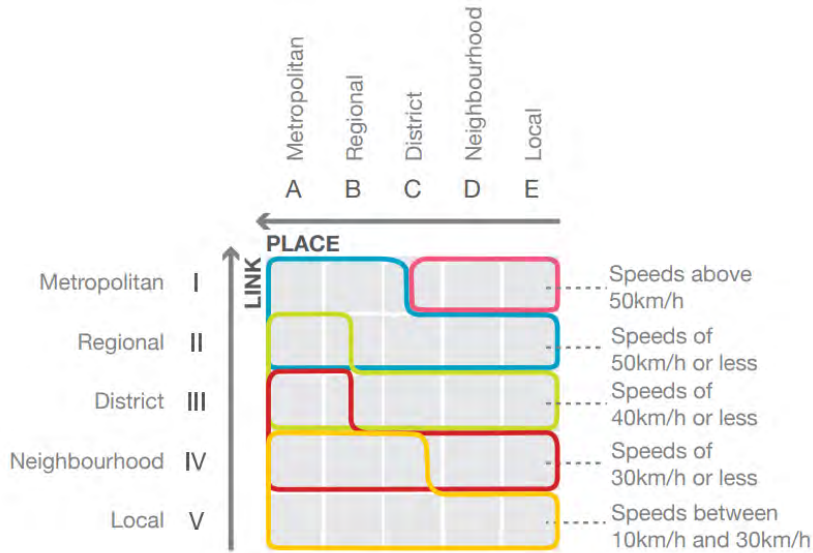 Metropolitan
Regional
District
Neighbourhood
Local
A B C D E
PLACE
LINK
Metropolitan I
Speeds above
50km/h
Regional II
Speeds of
50km/h or less
District III
Speeds of
40km/h or less
Neighbourhood IV
Speeds of
30km/h or less
Local V
Speeds between
10km/h and 30km/h